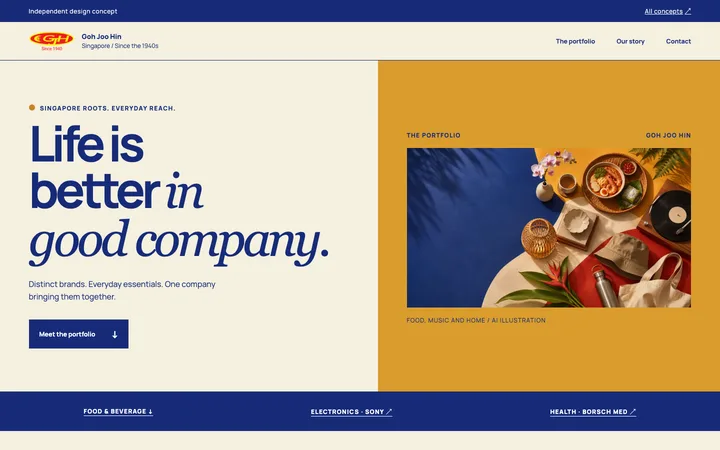 Independent design concept
All concepts ↗
GJH
Since 1940
Goh Joo Hin
Singapore / Since the 1940s
The portfolio
Our story
Contact
SINGAPORE ROOTS. EVERYDAY REACH.
Life is
better in
good company.
Distinct brands. Everyday essentials. One company
bringing them together.
Meet the portfolio ↓
THE PORTFOLIO
GOH JOO HIN
FOOD, MUSIC AND HOME / AI ILLUSTRATION
FOOD & BEVERAGE ↓
ELECTRONICS · SONY ↗
HEALTH · BORSCH MED ↗